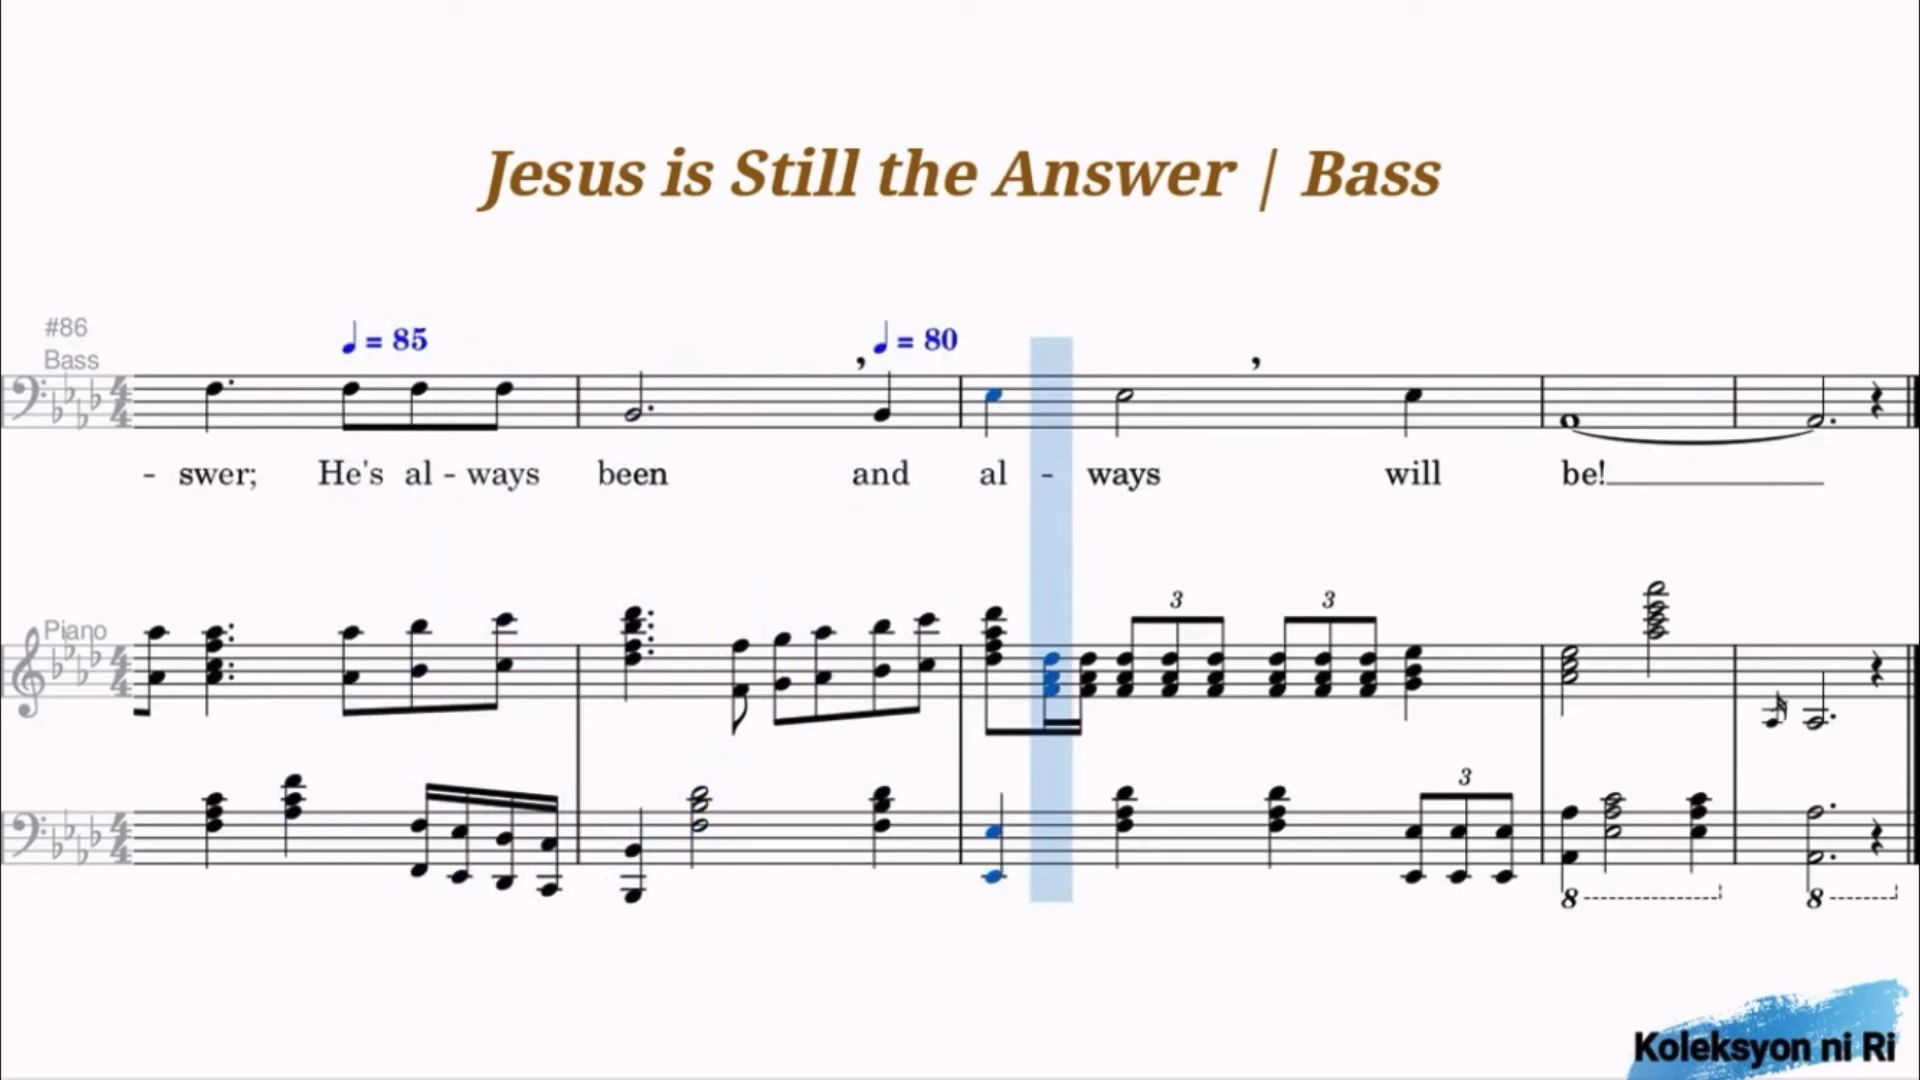 Jesus is Still the Answer | Bass
#86
Bass
♩ = 85
♩ = 80
- swer; He's al - ways been and al - ways will be!
Piano
3 3
3
8 8
Koleksyon ni Ri